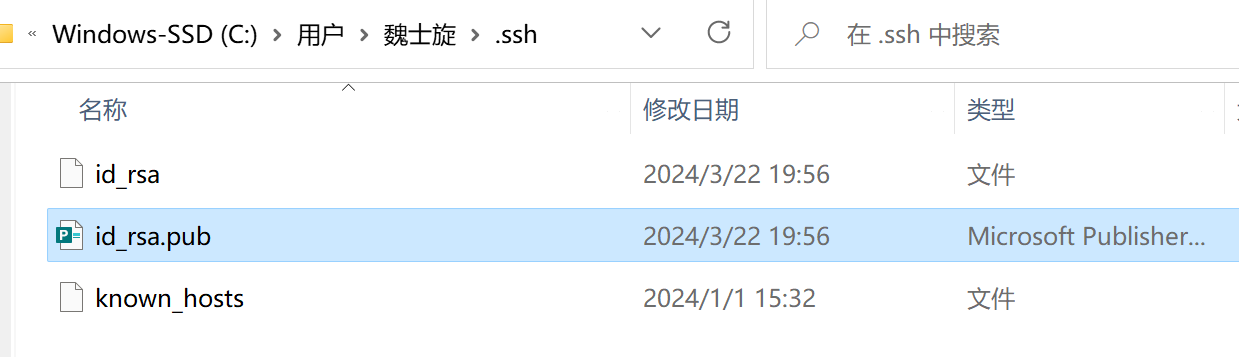 « Windows-SSD (C:) > 用户 > 魏士旋 > .ssh
在 .ssh 中搜索
名称 修改日期 类型
id_rsa 2024/3/22 19:56 文件
id_rsa.pub 2024/3/22 19:56 Microsoft Publisher...
known_hosts 2024/1/1 15:32 文件